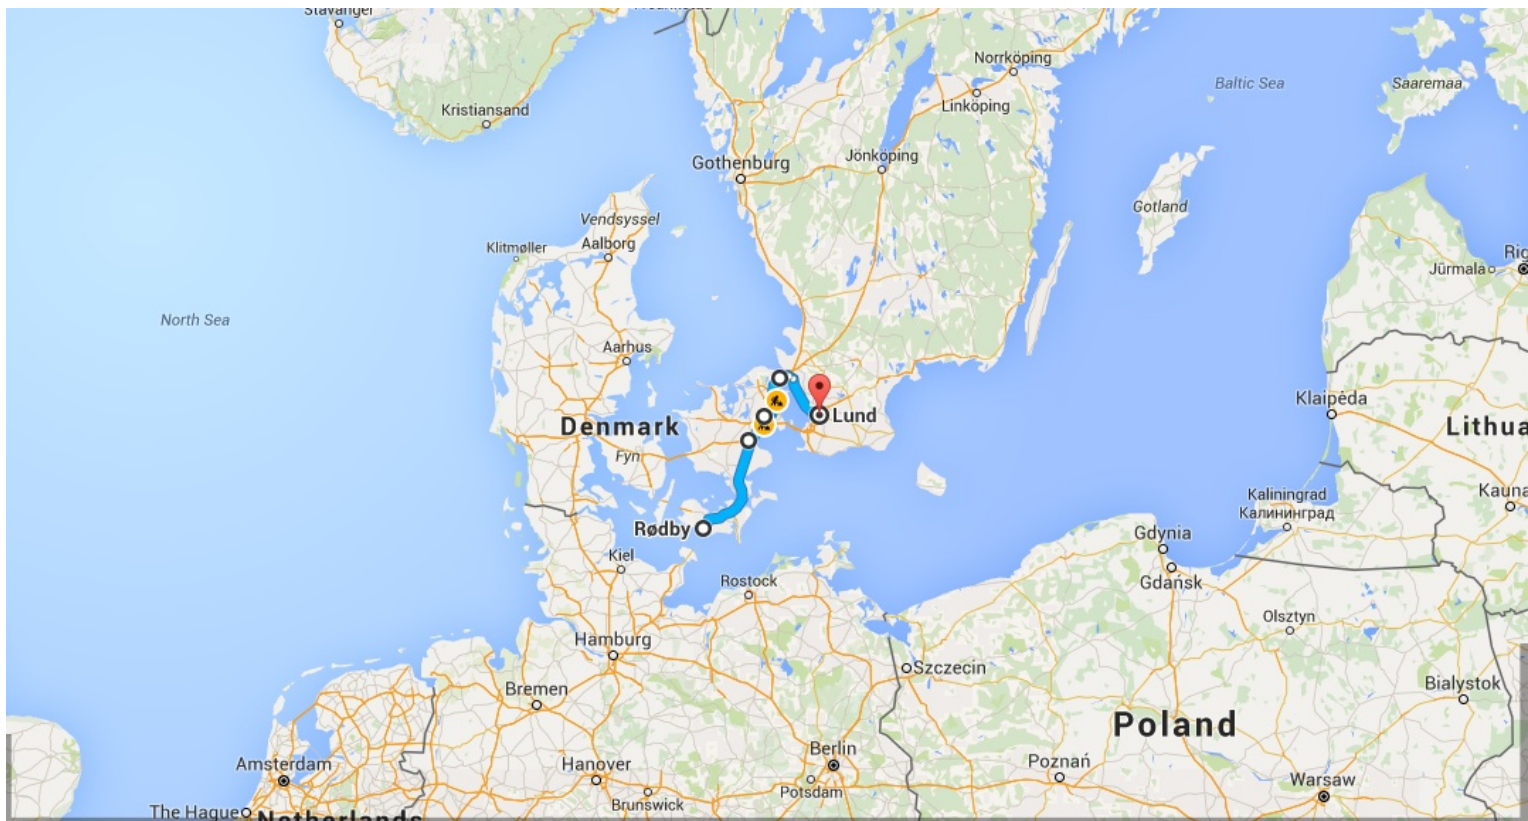 Stavanger
Fredrikstad
Norrköping
Linköping
Baltic Sea
Saaremaa
Kristiansand
Gothenburg
Jönköping
Vendsyssel
Gotland
Klitmøller
Aalborg
Rig
Jūrmala
North Sea
Aarhus
Klaipėda
Denmark
Lund
Lithua
Fyn
Kaliningrad
Калининград
Kauna
Rødby
Gdynia
Kiel
Rostock
Gdańsk
Olsztyn
Hamburg
Szczecin
Bremen
Bialystok
Poland
Berlin
Amsterdam
Hanover
Poznań
Potsdam
Warsaw
Brunswick
The Hague
Netherlands